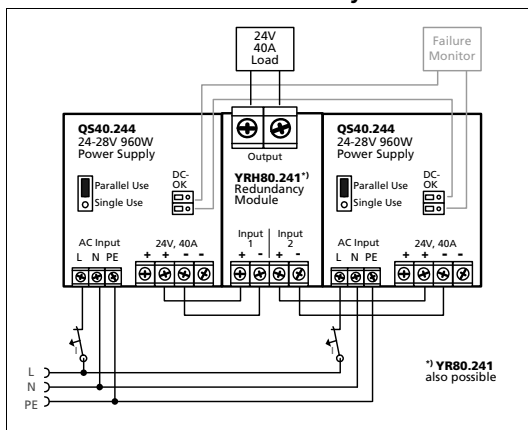 24V
40A
Load
Failure
Monitor
QS40.244
24-28V 960W
Power Supply
Parallel Use
Single Use
DC-
OK
AC Input
L N PE
24V, 40A
+ + - -
Output
YRH80.241*)
Redundancy
Module
Input
1
Input
2
+ - + -
QS40.244
24-28V 960W
Power Supply
Parallel Use
Single Use
DC-
OK
AC Input
L N PE
24V, 40A
+ + - -
I
I
L
N
PE
*) YR80.241
also possible